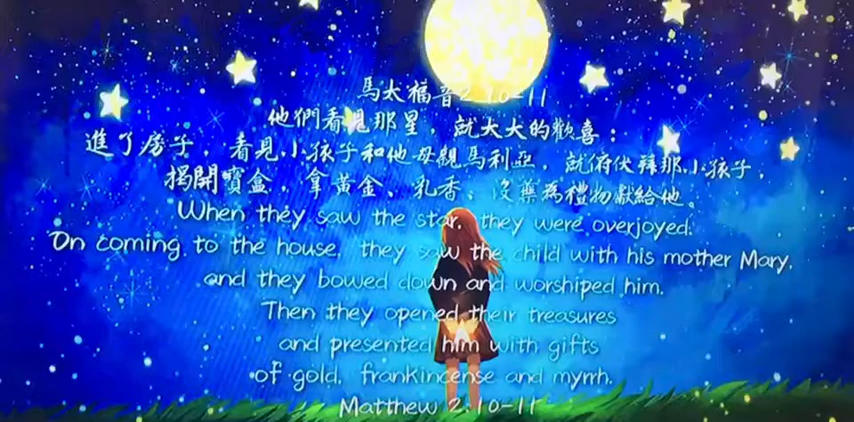 馬太福音2:10-11
他們看見那星，就大大的歡喜；
進了房子，看見小孩子和他母親馬利亞，就俯伏拜那小孩子，
揭開寶盒，拿黃金、乳香、沒藥為禮物獻給他。
When they saw the star, they were overjoyed.
On coming to the house, they saw the child with his mother Mary,
and they bowed down and worshiped him.
Then they opened their treasures
and presented him with gifts
of gold, frankincense and myrrh.
Matthew 2:10-11